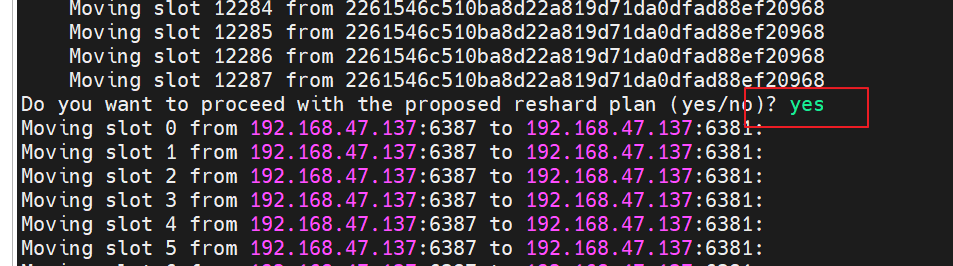 Moving slot 12284 from 2261546c510ba8d22a819d71da0dfad88ef20968
Moving slot 12285 from 2261546c510ba8d22a819d71da0dfad88ef20968
Moving slot 12286 from 2261546c510ba8d22a819d71da0dfad88ef20968
Moving slot 12287 from 2261546c510ba8d22a819d71da0dfad88ef20968
Do you want to proceed with the proposed reshard plan (yes/no)? yes
Moving slot 0 from 192.168.47.137:6387 to 192.168.47.137:6381:
Moving slot 1 from 192.168.47.137:6387 to 192.168.47.137:6381:
Moving slot 2 from 192.168.47.137:6387 to 192.168.47.137:6381:
Moving slot 3 from 192.168.47.137:6387 to 192.168.47.137:6381:
Moving slot 4 from 192.168.47.137:6387 to 192.168.47.137:6381:
Moving slot 5 from 192.168.47.137:6387 to 192.168.47.137:6381: